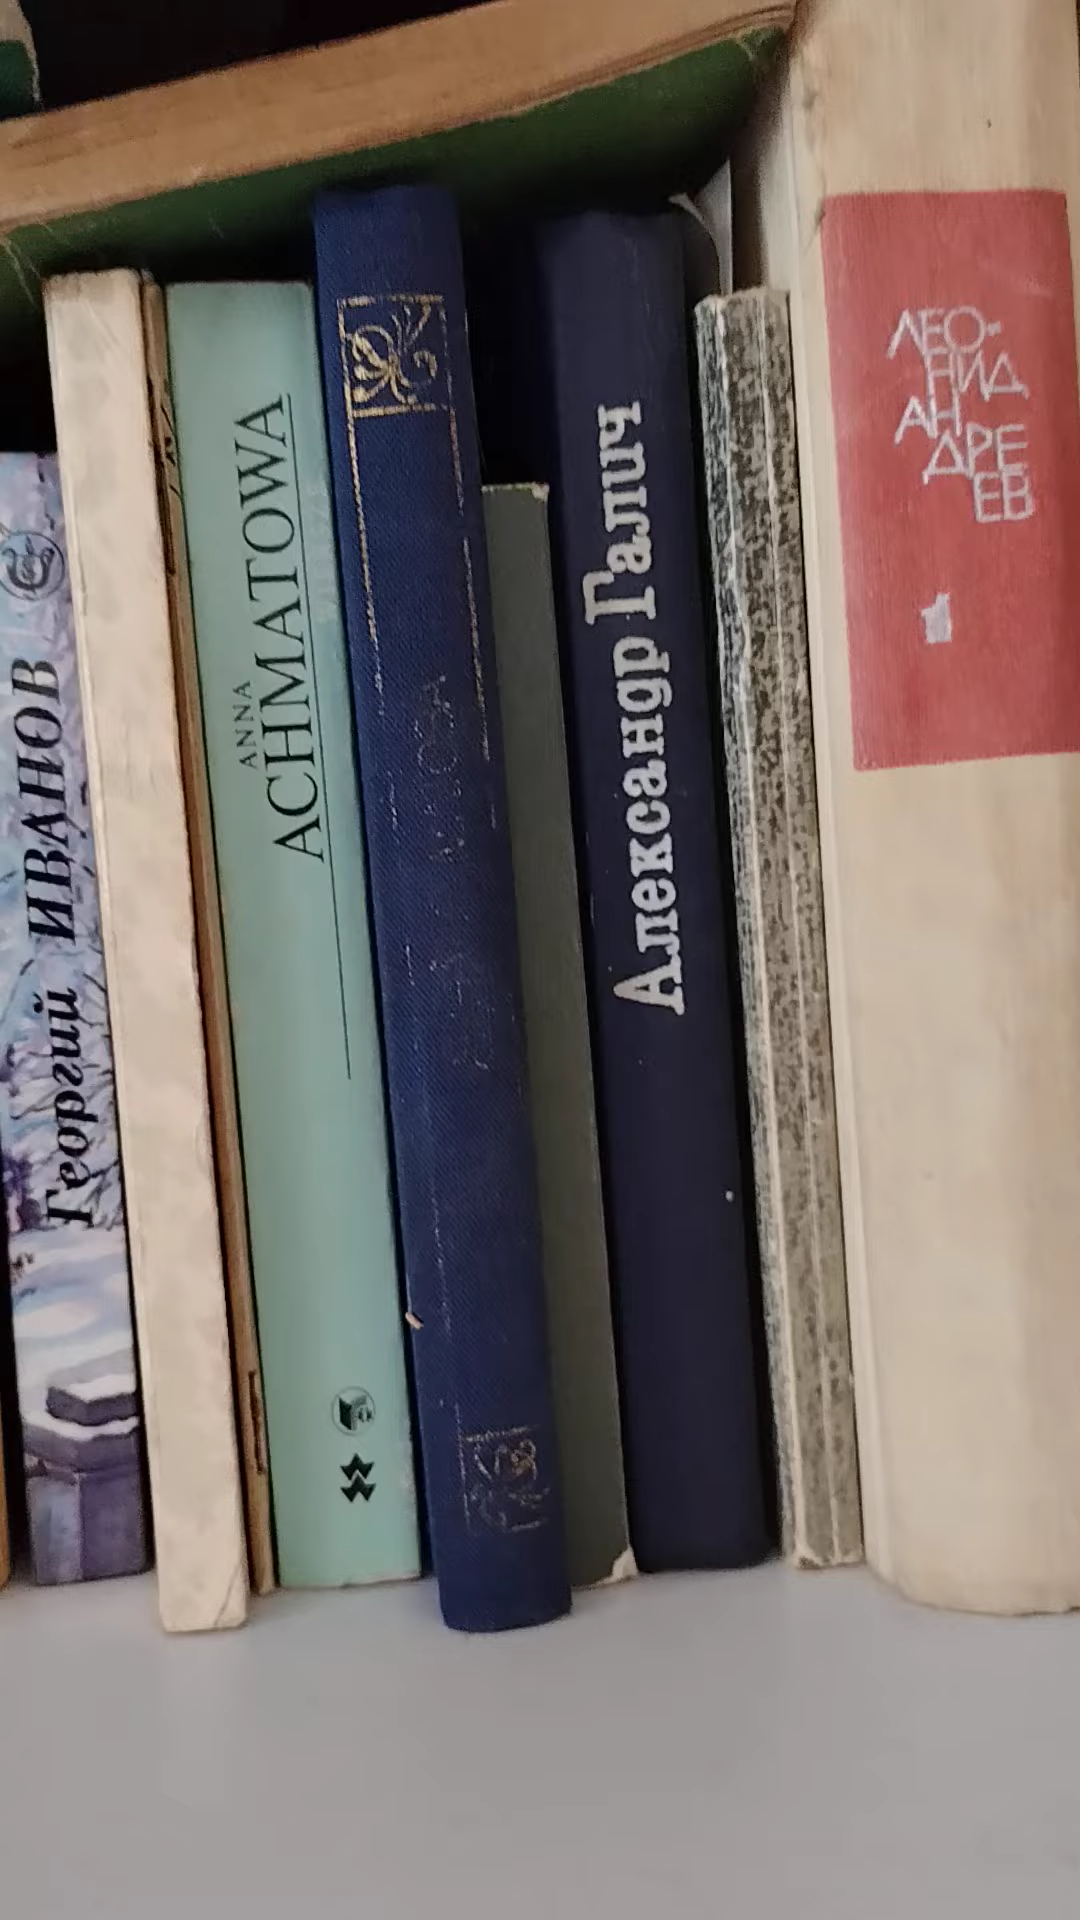 Георгий ИВАНОВ
ANNA
ACHMATOWA
Александр Галич
ЛЕО-
НИД
АН
ДРЕ
ЕВ
1